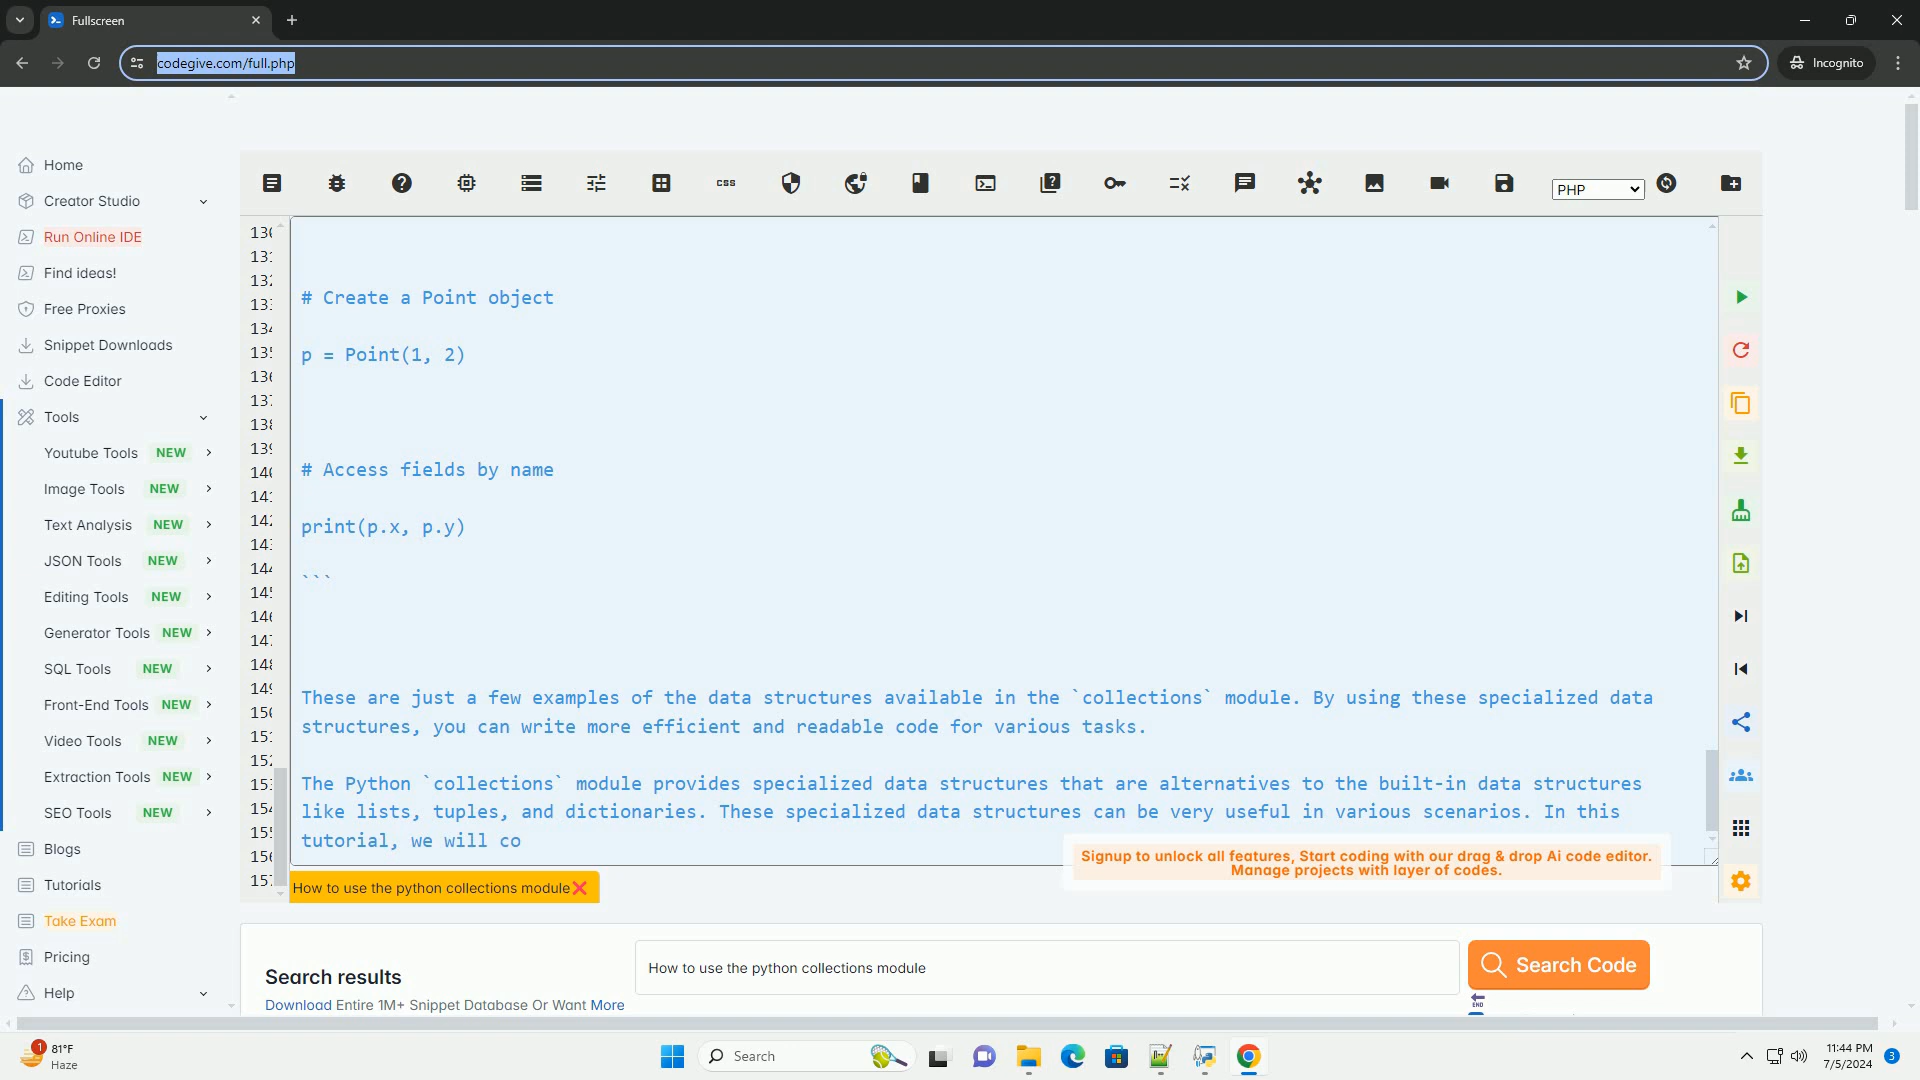 Fullscreen
codegive.com/full.php
Incognito
Home
Creator Studio
Run Online IDE
Find ideas!
Free Proxies
Snippet Downloads
Code Editor
Tools
Youtube Tools NEW
Image Tools NEW
Text Analysis NEW
JSON Tools NEW
Editing Tools NEW
Generator Tools NEW
SQL Tools NEW
Front-End Tools NEW
Video Tools NEW
Extraction Tools NEW
SEO Tools NEW
Blogs
Tutorials
Take Exam
Pricing
Help
css
PHP
# Create a Point object
p = Point(1, 2)
# Access fields by name
print(p.x, p.y)
```
These are just a few examples of the data structures available in the `collections` module. By using these specialized data
structures, you can write more efficient and readable code for various tasks.
The Python `collections` module provides specialized data structures that are alternatives to the built-in data structures
like lists, tuples, and dictionaries. These specialized data structures can be very useful in various scenarios. In this
tutorial, we will co
Signup to unlock all features, Start coding with our drag & drop Ai code editor.
Manage projects with layer of codes.
How to use the python collections module
Search results
Download Entire 1M+ Snippet Database Or Want More
How to use the python collections module
Search Code
END
1
81°F
Haze
Search
11:44 PM
7/5/2024
3